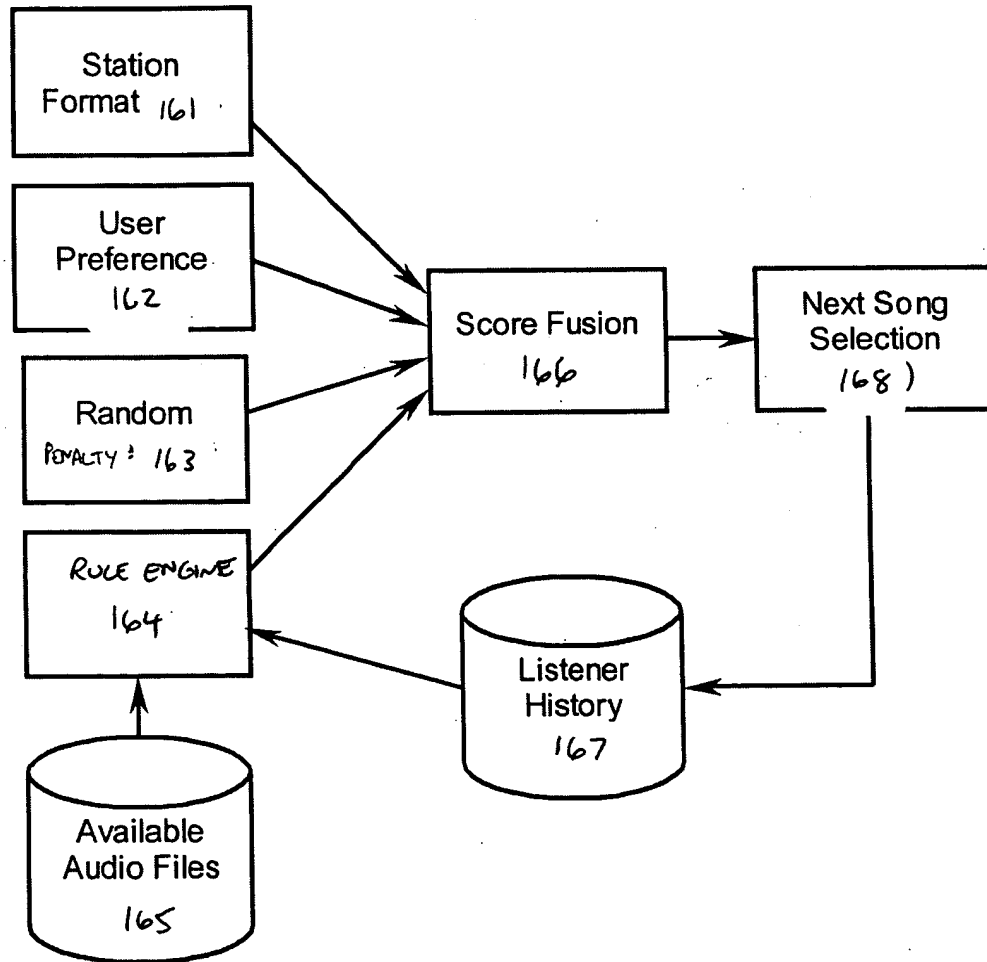 Station
Format 161
User
Preference
162
Random
PENALTY: 163
RULE ENGINE
164
Available
Audio Files
165
Score Fusion
166
Next Song
Selection
168)
Listener
History
167